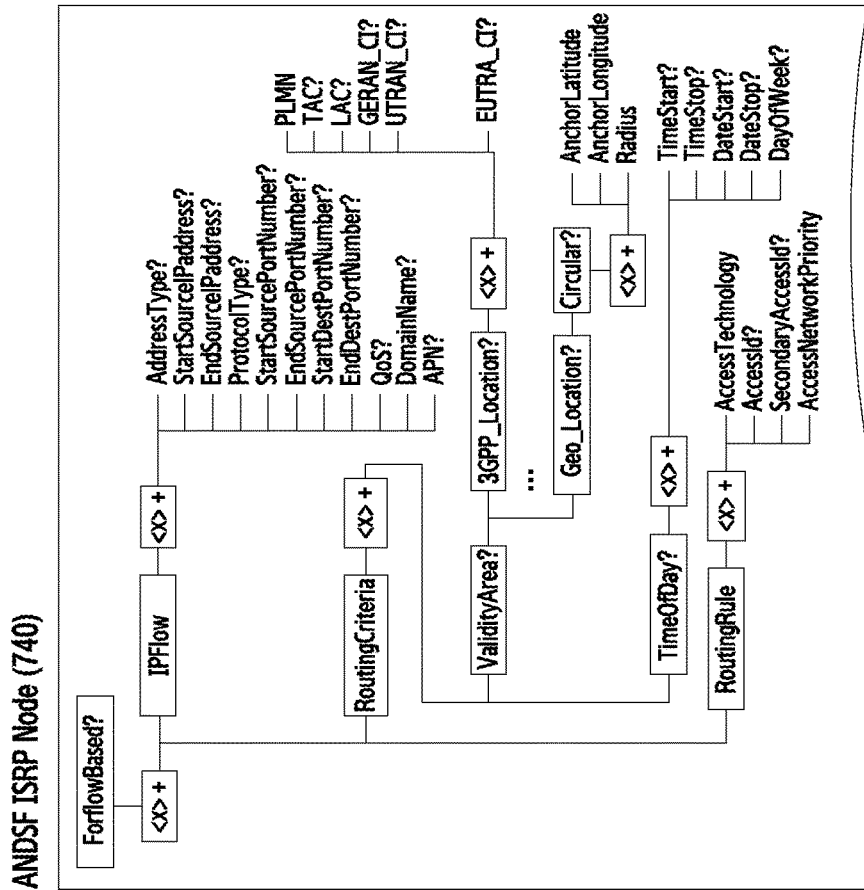 ANDSF ISRP Node (740)
ForflowBased?
<X> +
IPFlow
<X> +
AddressType?
StartSourceIPaddress?
EndSourceIPaddress?
ProtocolType?
StartSourcePortNumber?
EndSourcePortNumber?
StartDestPortNumber?
EndDestPortNumber?
QoS?
DomainName?
APN?
RoutingCriteria
<X> +
ValidityArea?
3GPP_Location?
<X> +
PLMN
TAC?
LAC?
GERAN_CI?
UTRAN_CI?
EUTRA_CI?
...
Geo_Location?
Circular?
<X> +
AnchorLatitude
AnchorLongitude
Radius
TimeOfDay?
<X> +
TimeStart?
TimeStop?
DateStart?
DateStop?
DayOfWeek?
RoutingRule
<X> +
AccessTechnology
AccessId?
SecondaryAccessId?
AccessNetworkPriority